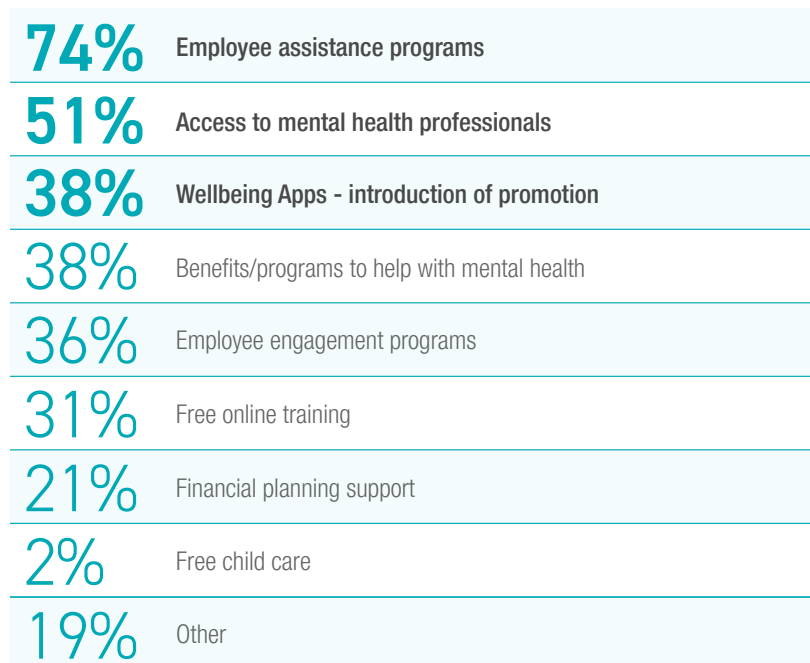 74% Employee assistance programs
51% Access to mental health professionals
38% Wellbeing Apps - introduction of promotion
38% Benefits/programs to help with mental health
36% Employee engagement programs
31% Free online training
21% Financial planning support
2% Free child care
19% Other